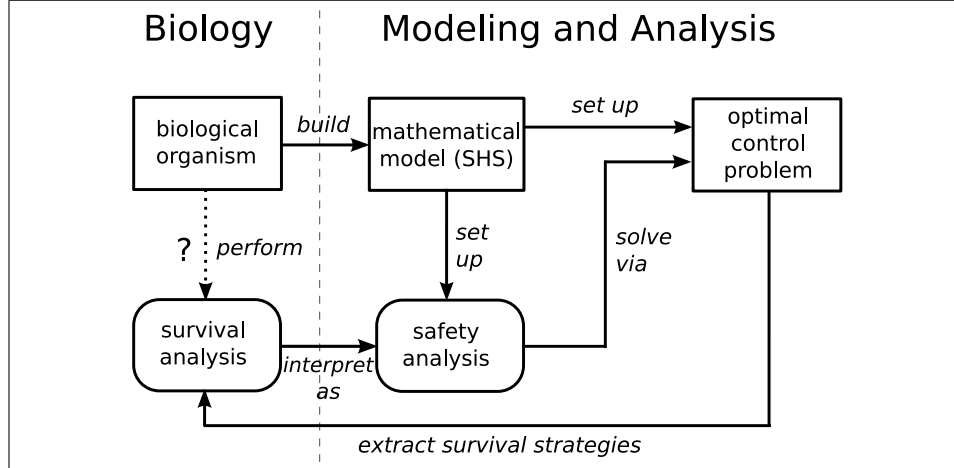 Biology
Modeling and Analysis
biological
organism
build
mathematical
model (SHS)
set up
optimal
control
problem
?
perform
set
up
solve
via
survival
analysis
interpret
as
safety
analysis
extract survival strategies